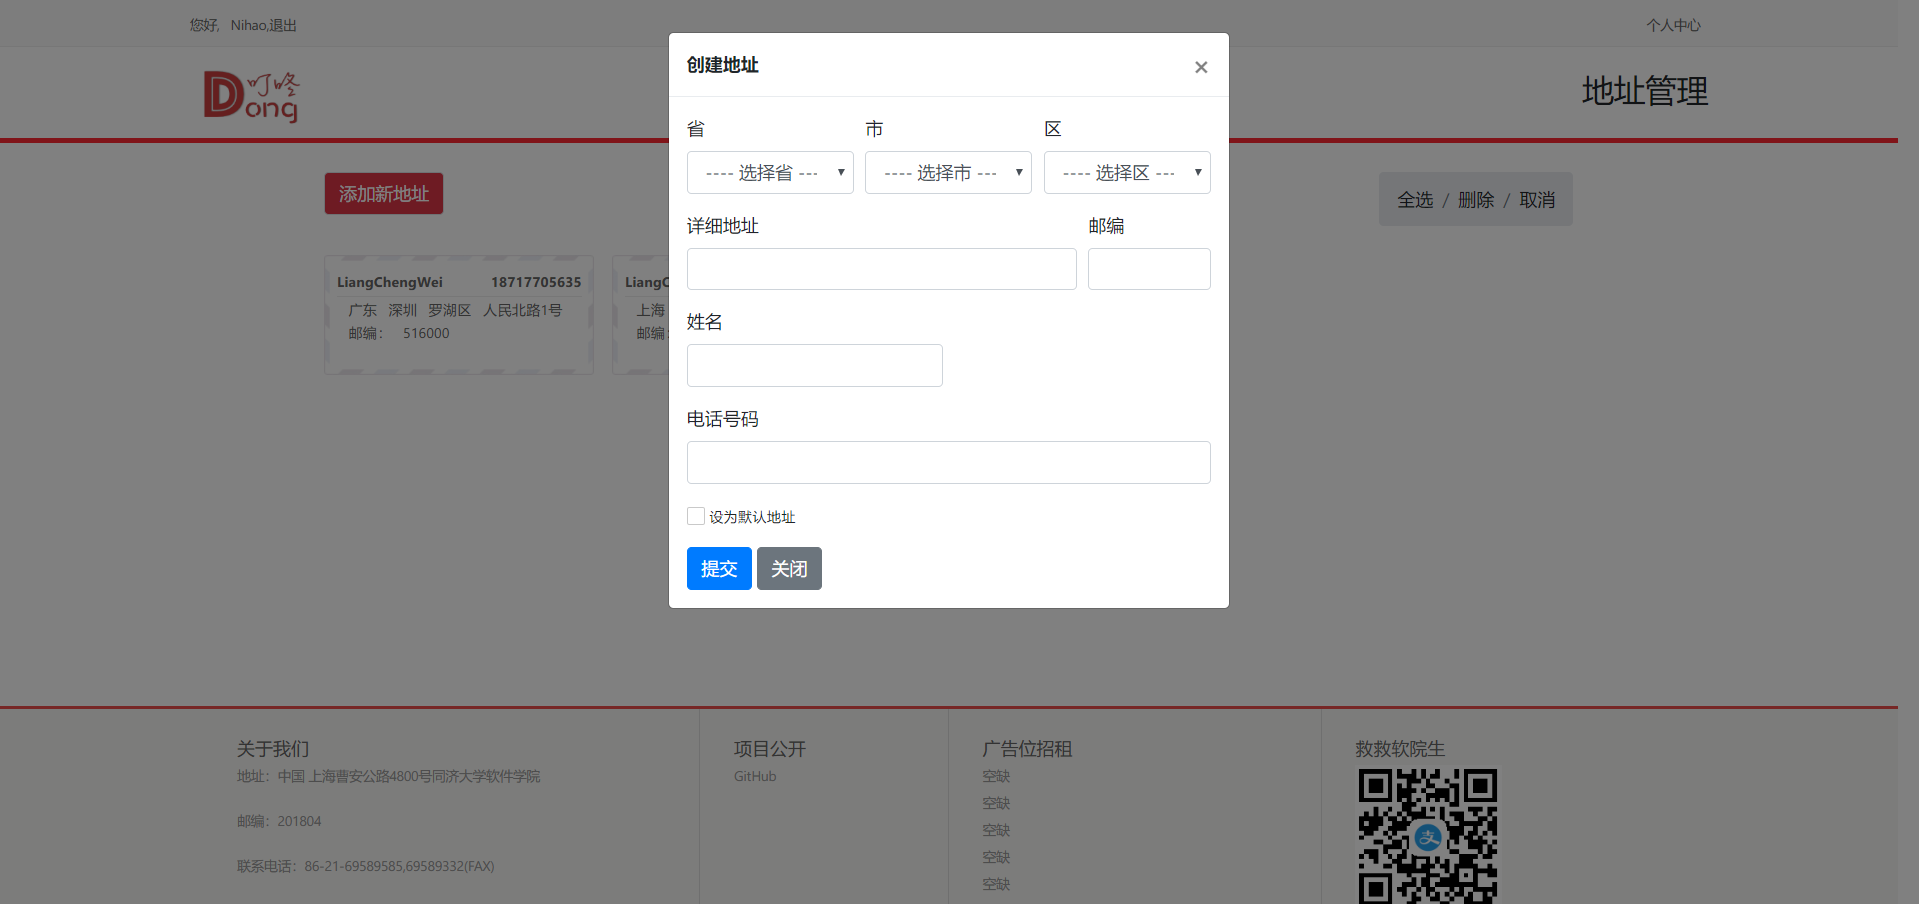 您好, Nihao,退出
个人中心
叮咚
Dong
地址管理
创建地址 ×
省 市 区
---- 选择省 --- ---- 选择市 --- ---- 选择区 ---
详细地址 邮编
姓名
电话号码
设为默认地址
提交 关闭
添加新地址
全选 / 删除 / 取消
LiangChengWei 18717705635
广东 深圳 罗湖区 人民北路1号
邮编： 516000
LiangC
上海
邮编:
关于我们
地址：中国 上海曹安公路4800号同济大学软件学院
邮编：201804
联系电话：86-21-69589585,69589332(FAX)
项目公开
GitHub
广告位招租
空缺
空缺
空缺
空缺
空缺
救救软院生
支